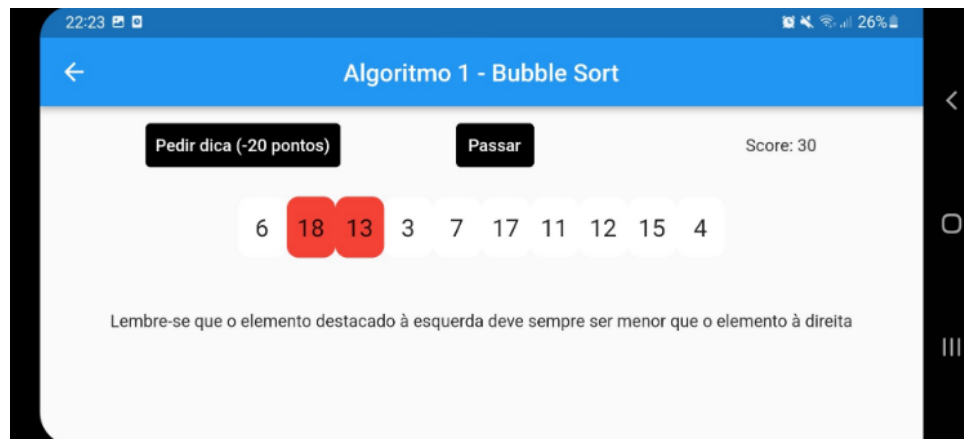 22:23 26%
Algoritmo 1 - Bubble Sort
Pedir dica (-20 pontos) Passar Score: 30
6 18 13 3 7 17 11 12 15 4
Lembre-se que o elemento destacado à esquerda deve sempre ser menor que o elemento à direita